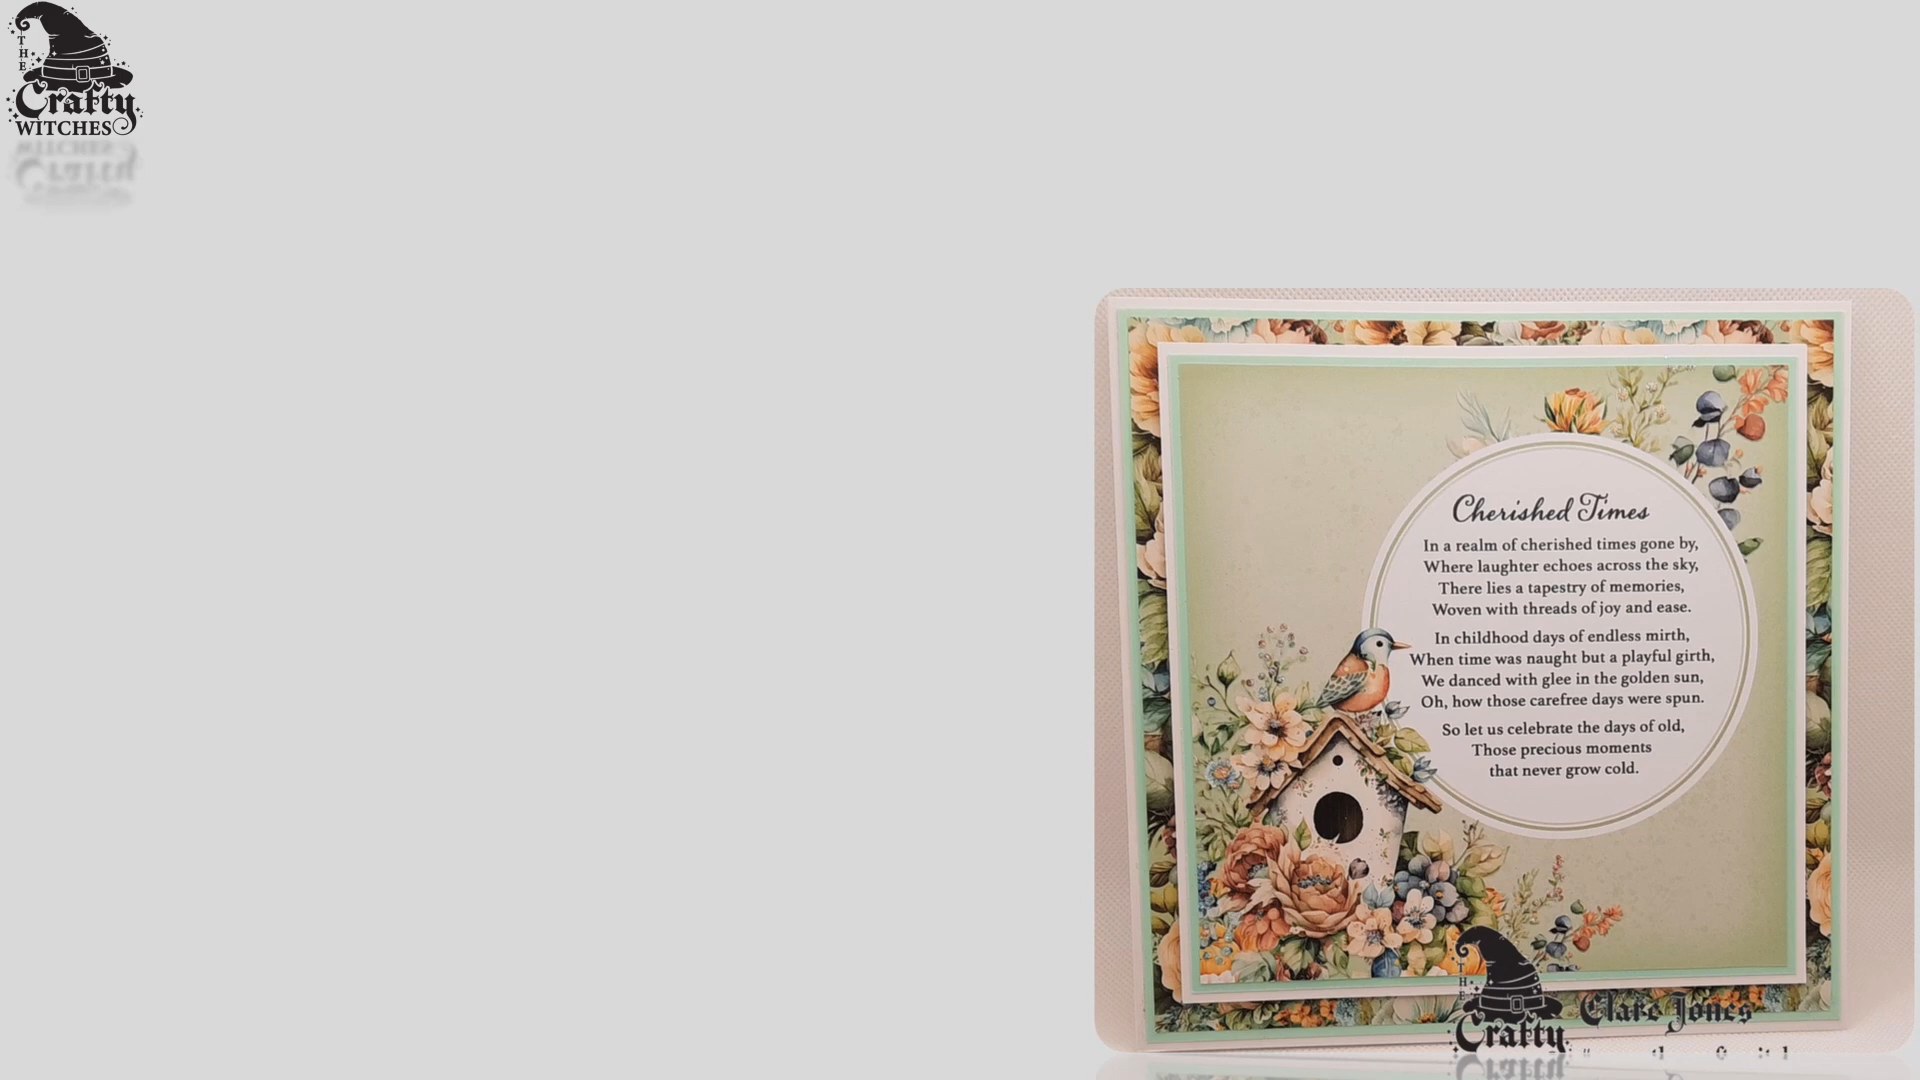 THE
Crafty
WITCHES
Cherished Times
In a realm of cherished times gone by,
Where laughter echoes across the sky,
There lies a tapestry of memories,
Woven with threads of joy and ease.
In childhood days of endless mirth,
When time was naught but a playful girth,
We danced with glee in the golden sun,
Oh, how those carefree days were spun.
So let us celebrate the days of old,
Those precious moments
that never grow cold.
THE
Crafty
Clare Jones